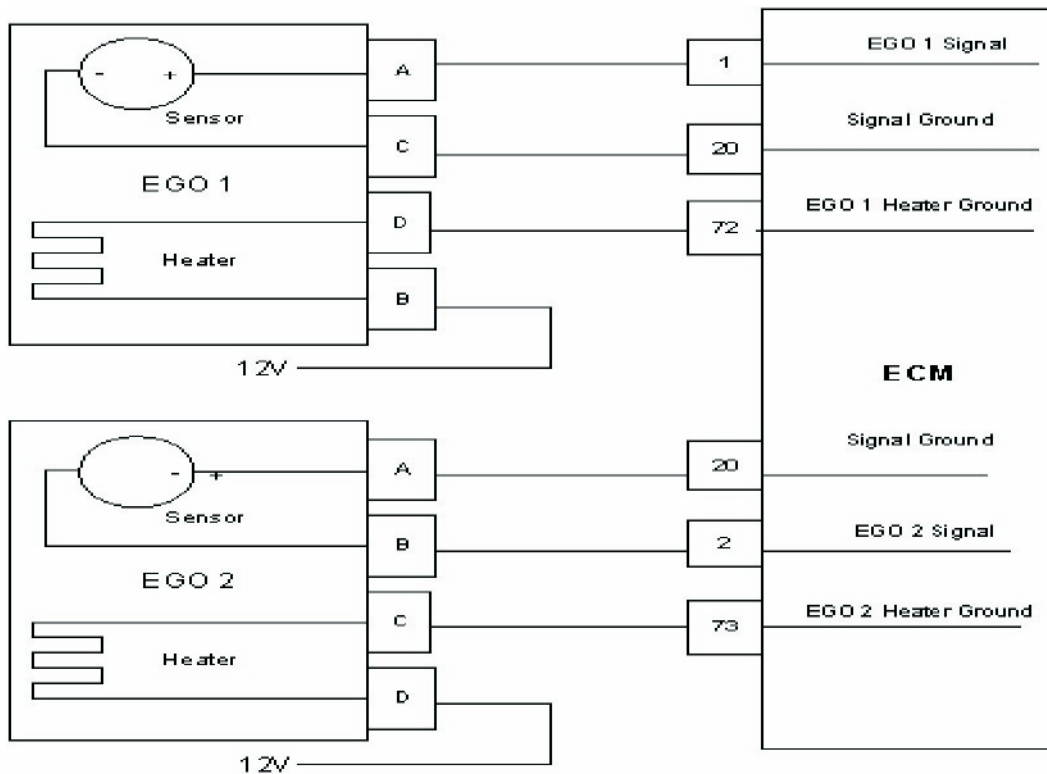 EGO 1 Signal
A
1
- +
Sensor
Signal Ground
C
20
EGO 1
EGO 1 Heater Ground
D
72
Heater
B
12V
ECM
Signal Ground
A
20
- +
Sensor
EGO 2 Signal
B
2
EGO 2
EGO 2 Heater Ground
C
73
Heater
D
12V